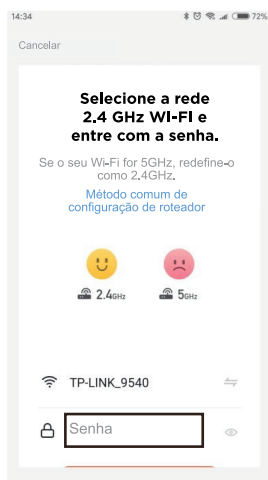 14:34 72%
Cancelar
Selecione a rede
2.4 GHz WI-FI e
entre com a senha.
Se o seu Wi-Fi for 5GHz, redefine-o
como 2.4GHz.
Método comum de
configuração de roteador
2.4GHz 5GHz
TP-LINK_9540
Senha